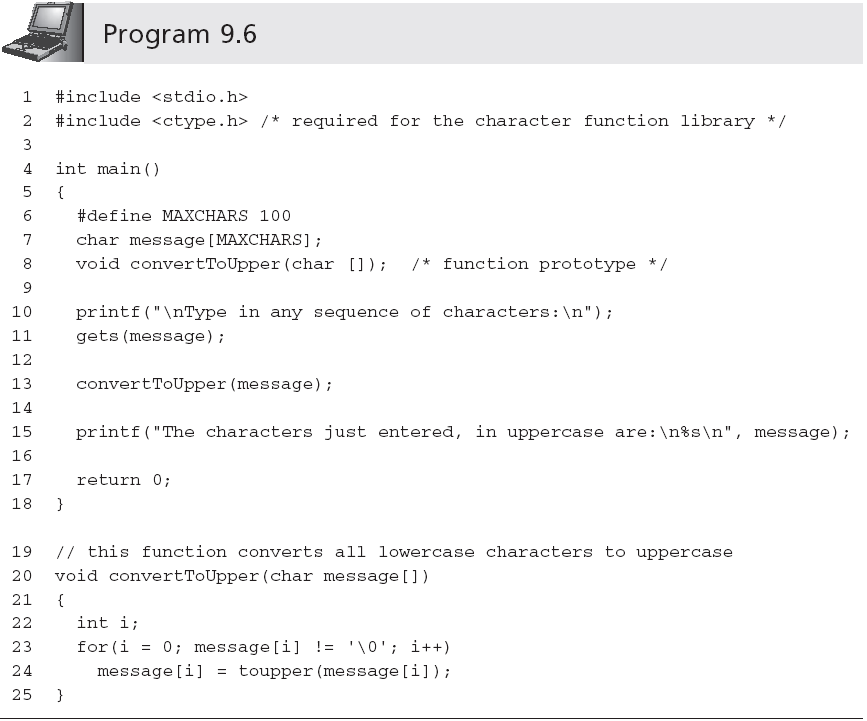 Program 9.6
1 #include <stdio.h>
2 #include <ctype.h> /* required for the character function library */
3
4 int main()
5 {
6   #define MAXCHARS 100
7   char message[MAXCHARS];
8   void convertToUpper(char []);  /* function prototype */
9
10   printf("\nType in any sequence of characters:\n");
11   gets(message);
12
13   convertToUpper(message);
14
15   printf("The characters just entered, in uppercase are:\n%s\n", message);
16
17   return 0;
18 }
19 // this function converts all lowercase characters to uppercase
20 void convertToUpper(char message[])
21 {
22   int i;
23   for(i = 0; message[i] != '\0'; i++)
24     message[i] = toupper(message[i]);
25 }